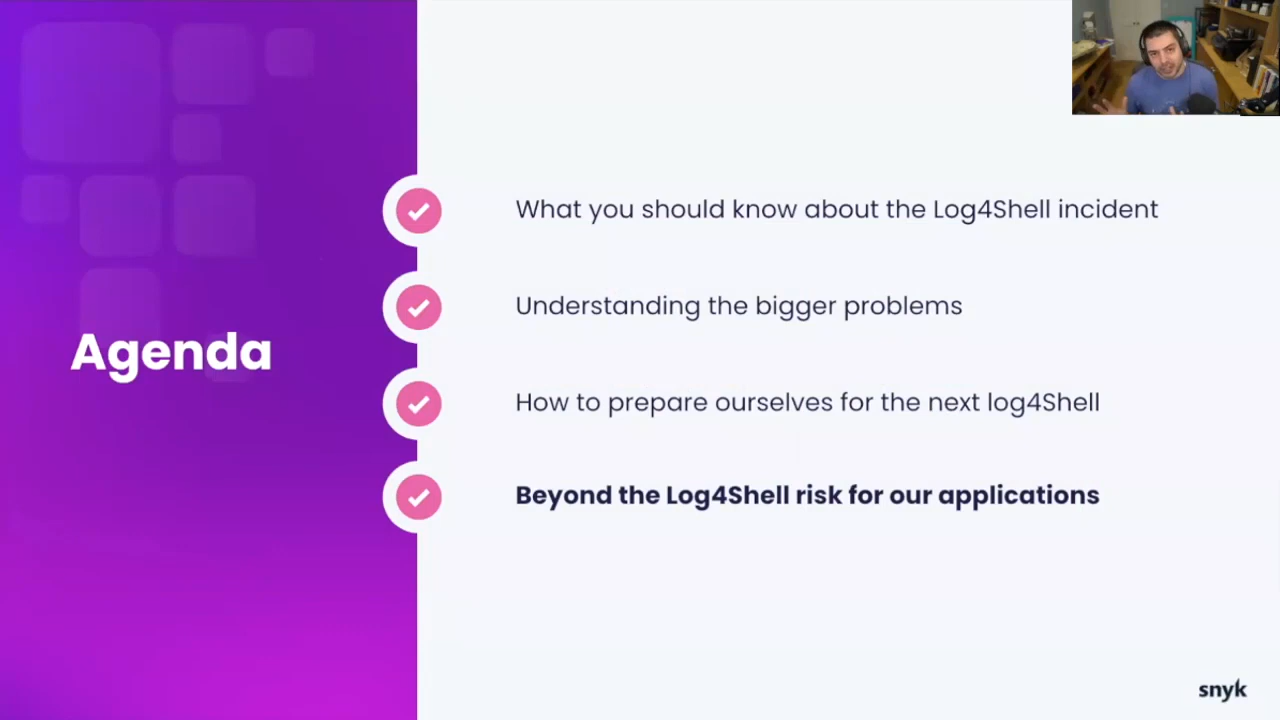 Agenda
What you should know about the Log4Shell incident
Understanding the bigger problems
How to prepare ourselves for the next log4Shell
Beyond the Log4Shell risk for our applications
snyk